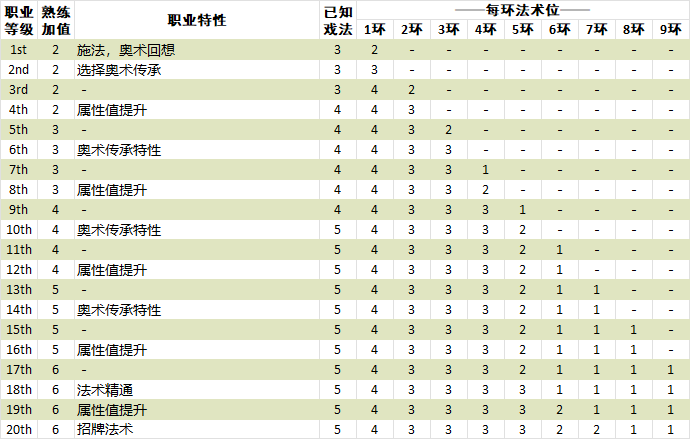 职业等级 熟练加值 职业特性 已知戏法 ——每环法术位——
1环 2环 3环 4环 5环 6环 7环 8环 9环
1st 2 施法，奥术回想 3 2 - - - - - - - -
2nd 2 选择奥术传承 3 3 - - - - - - - -
3rd 2 - 3 4 2 - - - - - - -
4th 2 属性值提升 4 4 3 - - - - - - -
5th 3 - 4 4 3 2 - - - - - -
6th 3 奥术传承特性 4 4 3 3 - - - - - -
7th 3 - 4 4 3 3 1 - - - - -
8th 3 属性值提升 4 4 3 3 2 - - - - -
9th 4 - 4 4 3 3 3 1 - - - -
10th 4 奥术传承特性 5 4 3 3 3 2 - - - -
11th 4 - 5 4 3 3 3 2 1 - - -
12th 4 属性值提升 5 4 3 3 3 2 1 - - -
13th 5 - 5 4 3 3 3 2 1 1 - -
14th 5 奥术传承特性 5 4 3 3 3 2 1 1 - -
15th 5 - 5 4 3 3 3 2 1 1 1 -
16th 5 属性值提升 5 4 3 3 3 2 1 1 1 -
17th 6 - 5 4 3 3 3 2 1 1 1 1
18th 6 法术精通 5 4 3 3 3 3 1 1 1 1
19th 6 属性值提升 5 4 3 3 3 3 2 1 1 1
20th 6 招牌法术 5 4 3 3 3 3 2 2 1 1